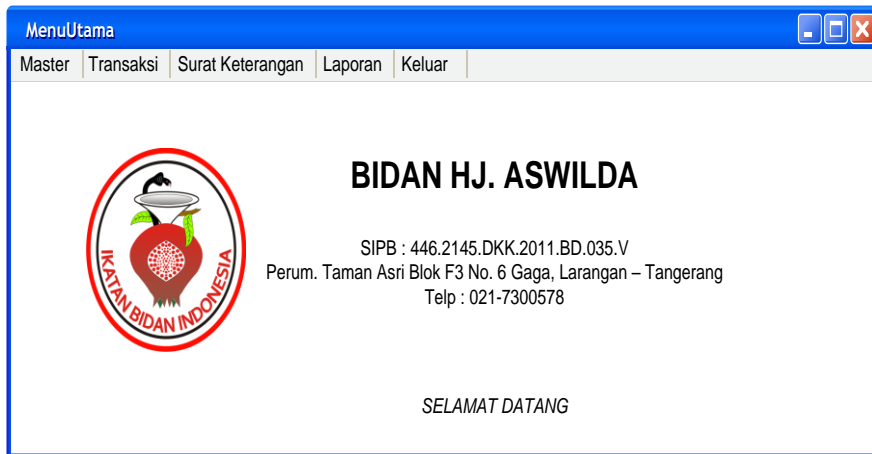 MenuUtama
Master Transaksi Surat Keterangan Laporan Keluar
BIDAN HJ. ASWILDA
SIPB : 446.2145.DKK.2011.BD.035.V
Perum. Taman Asri Blok F3 No. 6 Gaga, Larangan – Tangerang
Telp : 021-7300578
IKATAN BIDAN INDONESIA
SELAMAT DATANG